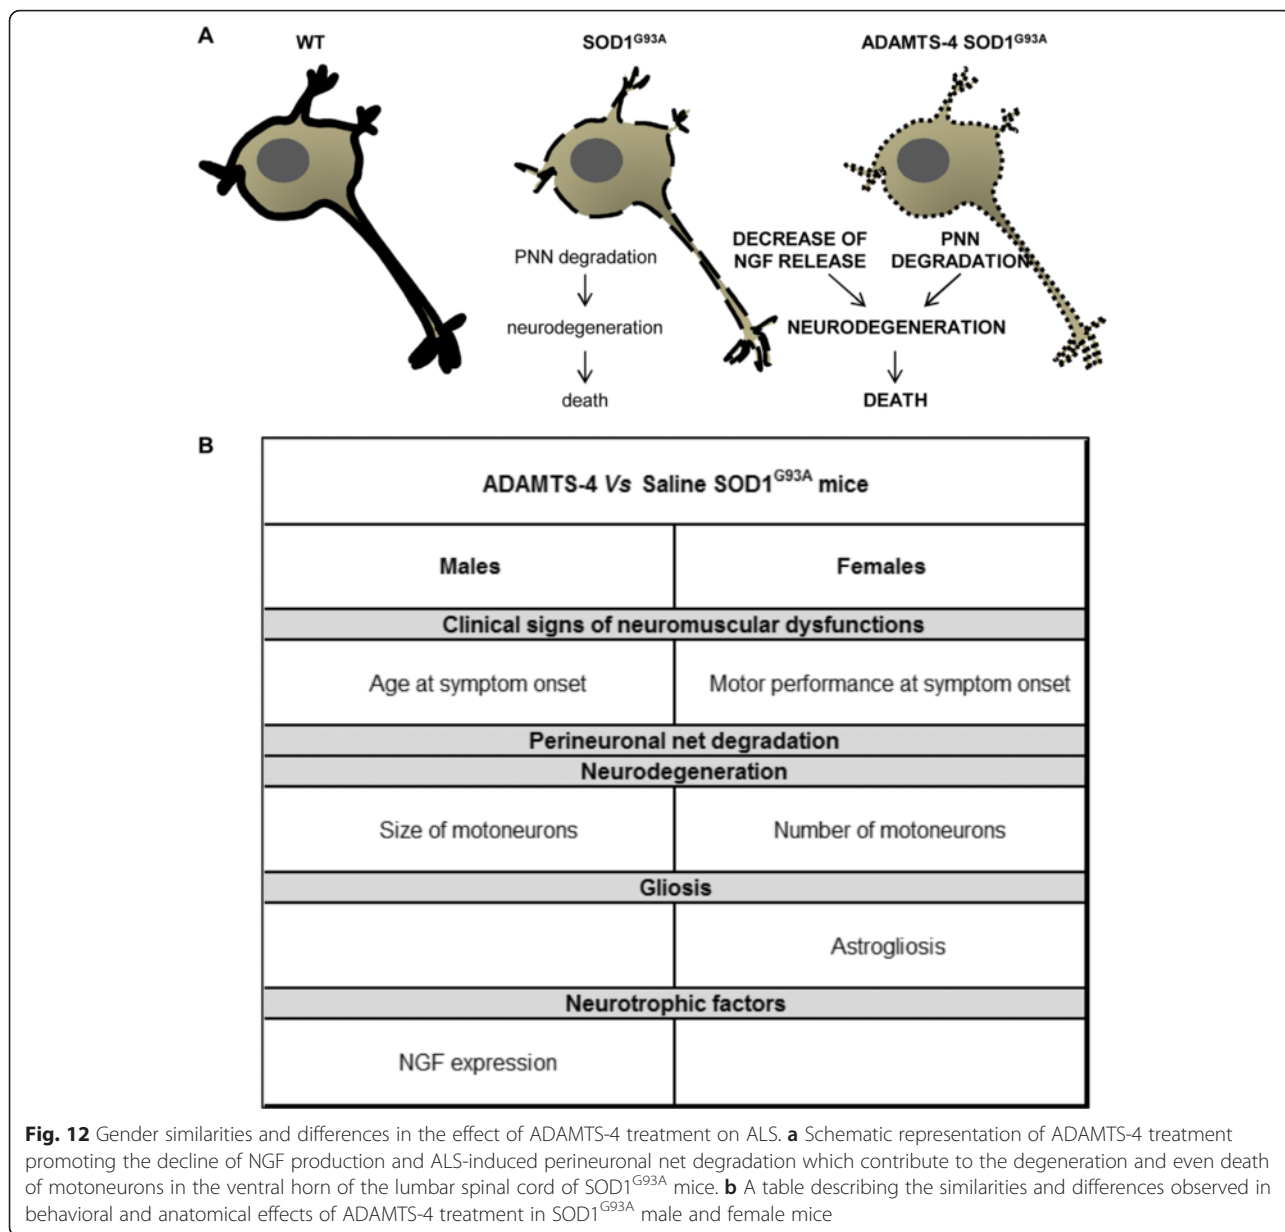 A
WT
SOD1G93A
ADAMTS-4 SOD1G93A
PNN degradation
neurodegeneration
death
DECREASE OF
NGF RELEASE
PNN
DEGRADATION
NEURODEGENERATION
DEATH
B
ADAMTS-4 Vs Saline SOD1G93A mice
Males
Females
Clinical signs of neuromuscular dysfunctions
Age at symptom onset
Motor performance at symptom onset
Perineuronal net degradation
Neurodegeneration
Size of motoneurons
Number of motoneurons
Gliosis
Astrogliosis
Neurotrophic factors
NGF expression
Fig. 12 Gender similarities and differences in the effect of ADAMTS-4 treatment on ALS. a Schematic representation of ADAMTS-4 treatment
promoting the decline of NGF production and ALS-induced perineuronal net degradation which contribute to the degeneration and even death
of motoneurons in the ventral horn of the lumbar spinal cord of SOD1G93A mice. b A table describing the similarities and differences observed in
behavioral and anatomical effects of ADAMTS-4 treatment in SOD1G93A male and female mice